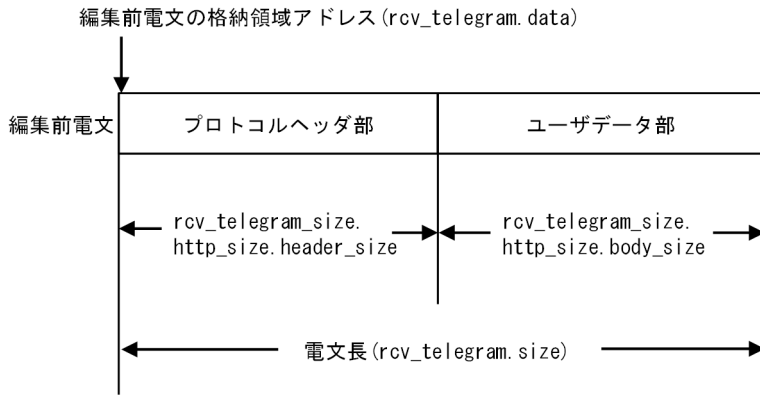 編集前電文の格納領域アドレス(rcv_telegram.data)
編集前電文
プロトコルヘッダ部
ユーザデータ部
rcv_telegram_size.
http_size.header_size
rcv_telegram_size.
http_size.body_size
電文長(rcv_telegram.size)